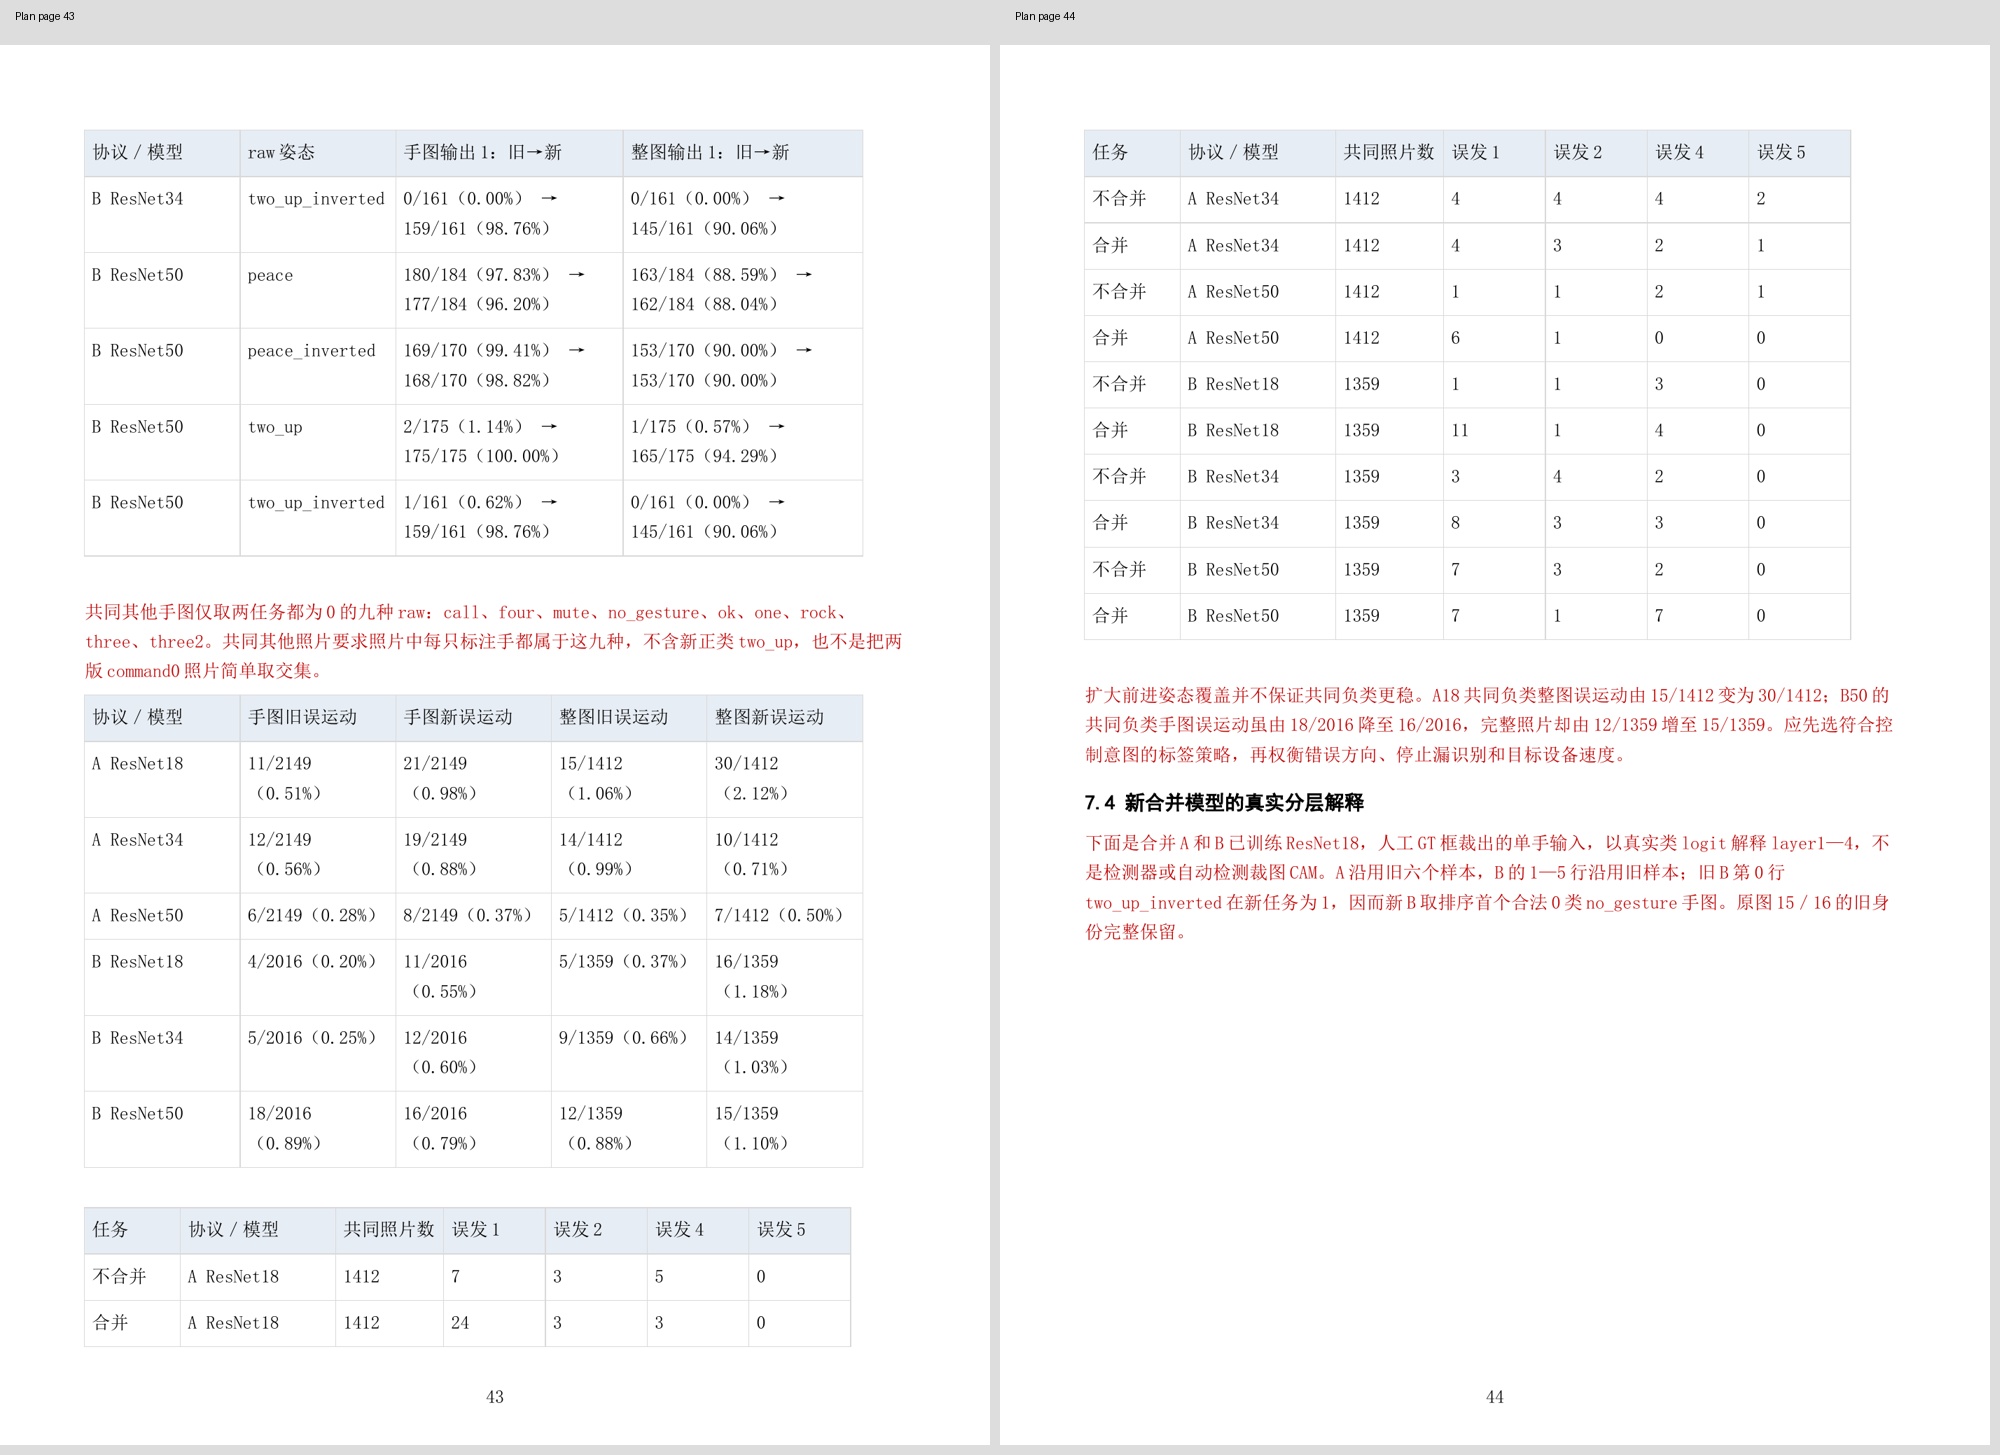 Plan page 43
协议 / 模型 raw 姿态 手图输出 1：旧→新 整图输出 1：旧→新
B ResNet34 two_up_inverted 0/161（0.00%） → 0/161（0.00%） →
159/161（98.76%） 145/161（90.06%）
B ResNet50 peace 180/184（97.83%） → 163/184（88.59%） →
177/184（96.20%） 162/184（88.04%）
B ResNet50 peace_inverted 169/170（99.41%） → 153/170（90.00%） →
168/170（98.82%） 153/170（90.00%）
B ResNet50 two_up 2/175（1.14%） → 1/175（0.57%） →
175/175（100.00%） 165/175（94.29%）
B ResNet50 two_up_inverted 1/161（0.62%） → 0/161（0.00%） →
159/161（98.76%） 145/161（90.06%）
共同其他手图仅取两任务都为 0 的九种 raw：call、four、mute、no_gesture、ok、one、rock、
three、three2。共同其他照片要求照片中每只标注手都属于这九种，不含新正类 two_up，也不是把两
版 command0 照片简单取交集。
协议 / 模型 手图旧误运动 手图新误运动 整图旧误运动 整图新误运动
A ResNet18 11/2149 21/2149 15/1412 30/1412
（0.51%） （0.98%） （1.06%） （2.12%）
A ResNet34 12/2149 19/2149 14/1412 10/1412
（0.56%） （0.88%） （0.99%） （0.71%）
A ResNet50 6/2149（0.28%） 8/2149（0.37%） 5/1412（0.35%） 7/1412（0.50%）
B ResNet18 4/2016（0.20%） 11/2016 5/1359（0.37%） 16/1359
（0.55%） （1.18%）
B ResNet34 5/2016（0.25%） 12/2016 9/1359（0.66%） 14/1359
（0.60%） （1.03%）
B ResNet50 18/2016 16/2016 12/1359 15/1359
（0.89%） （0.79%） （0.88%） （1.10%）
任务 协议 / 模型 共同照片数 误发 1 误发 2 误发 4 误发 5
不合并 A ResNet18 1412 7 3 5 0
合并 A ResNet18 1412 24 3 3 0
43
Plan page 44
任务 协议 / 模型 共同照片数 误发 1 误发 2 误发 4 误发 5
不合并 A ResNet34 1412 4 4 4 2
合并 A ResNet34 1412 4 3 2 1
不合并 A ResNet50 1412 1 1 2 1
合并 A ResNet50 1412 6 1 0 0
不合并 B ResNet18 1359 1 1 3 0
合并 B ResNet18 1359 11 1 4 0
不合并 B ResNet34 1359 3 4 2 0
合并 B ResNet34 1359 8 3 3 0
不合并 B ResNet50 1359 7 3 2 0
合并 B ResNet50 1359 7 1 7 0
扩大前进姿态覆盖并不保证共同负类更稳。A18 共同负类整图误运动由 15/1412 变为 30/1412；B50 的
共同负类手图误运动虽由 18/2016 降至 16/2016，完整照片却由 12/1359 增至 15/1359。应先选符合控
制意图的标签策略，再权衡错误方向、停止漏识别和目标设备速度。
7.4 新合并模型的真实分层解释
下面是合并 A 和 B 已训练 ResNet18，人工 GT 框裁出的单手输入，以真实类 logit 解释 layer1—4，不
是检测器或自动检测裁图 CAM。A 沿用旧六个样本，B 的 1—5 行沿用旧样本；旧 B 第 0 行
two_up_inverted 在新任务为 1，因而新 B 取排序首个合法 0 类 no_gesture 手图。原图 15 / 16 的旧身
份完整保留。
44